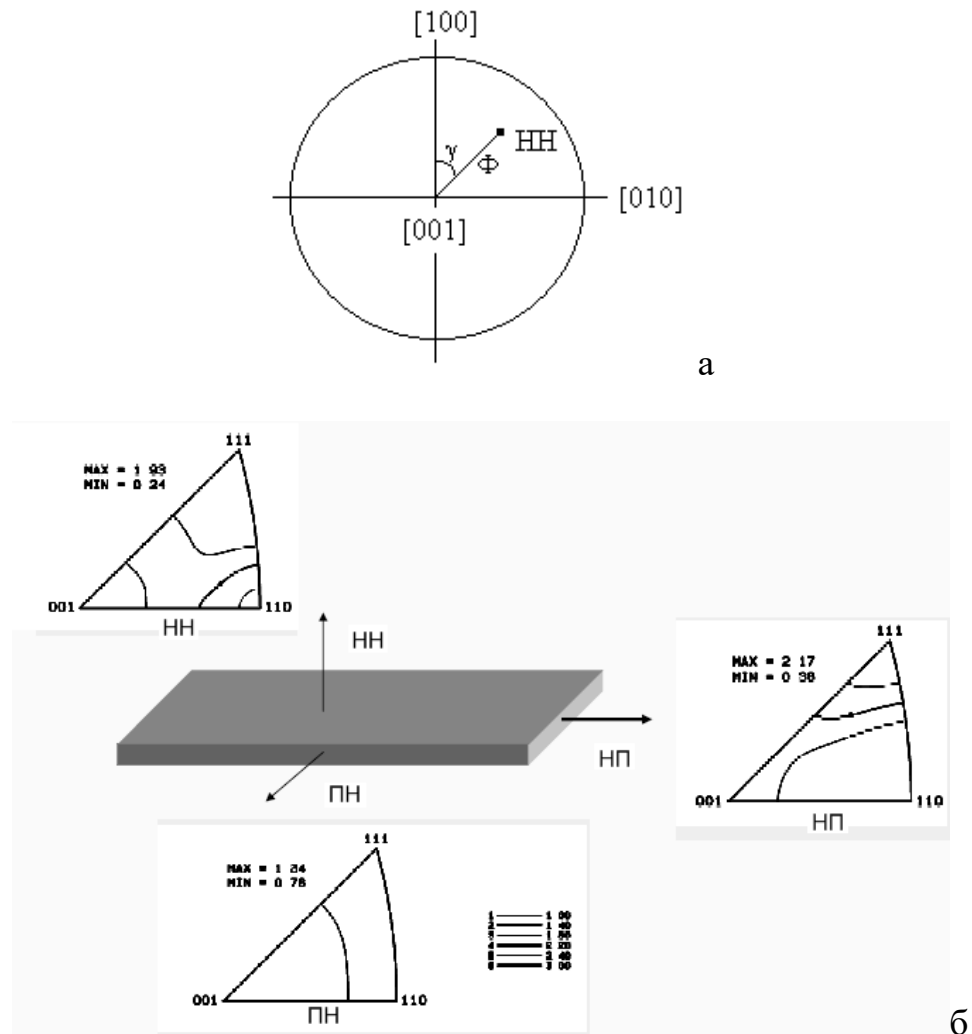 [100]
γ
НН
Φ
[010]
[001]
а
111
MAX = 1 93
MIN = 0 24
001
110
НН
НН
111
MAX = 2 17
MIN = 0 38
НП
001
110
НП
ПН
111
MAX = 1 34
MIN = 0 78
001
110
ПН
б